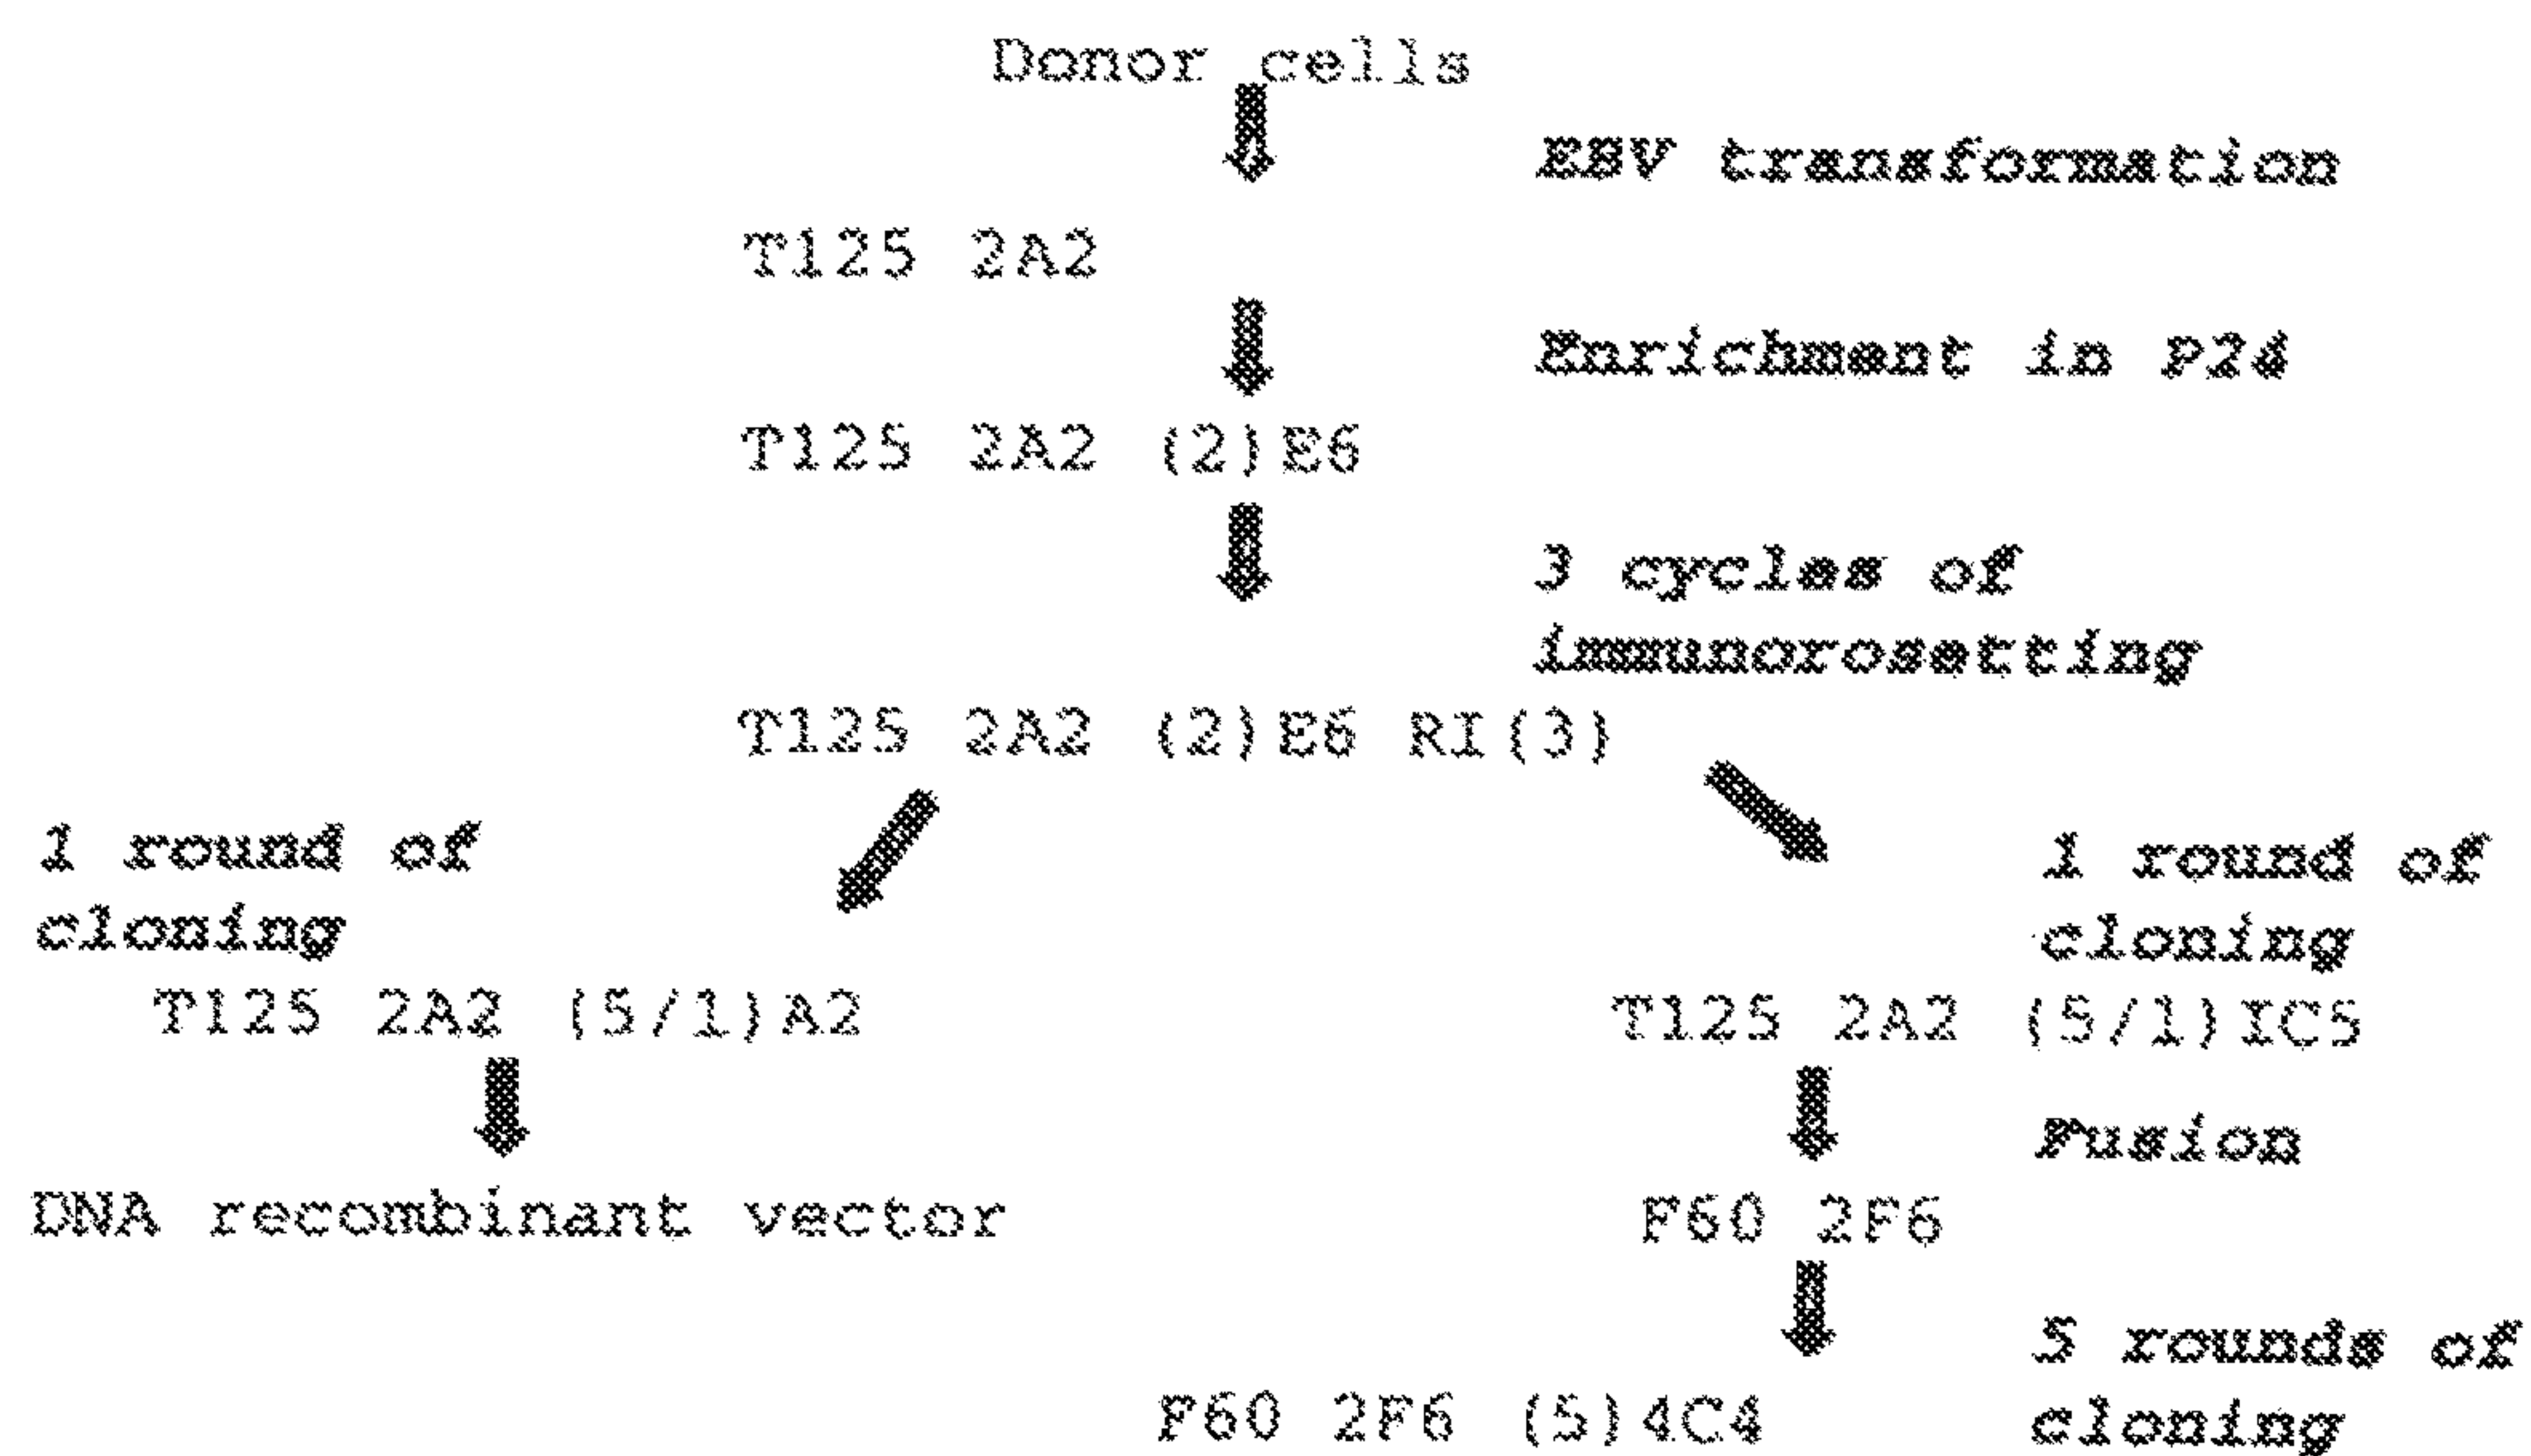 Donor cells
EBV transformation
T125 2A2
Enrichment in P24
T125 2A2 (2)E6
3 cycles of
immunorosetting
T125 2A2 (2)E6 RI(3)
1 round of
cloning
1 round of
cloning
T125 2A2 (5/1)A2
T125 2A2 (5/1)IC5
Fusion
DNA recombinant vector
F60 2F6
5 rounds of
cloning
F60 2F6 (5)4C4